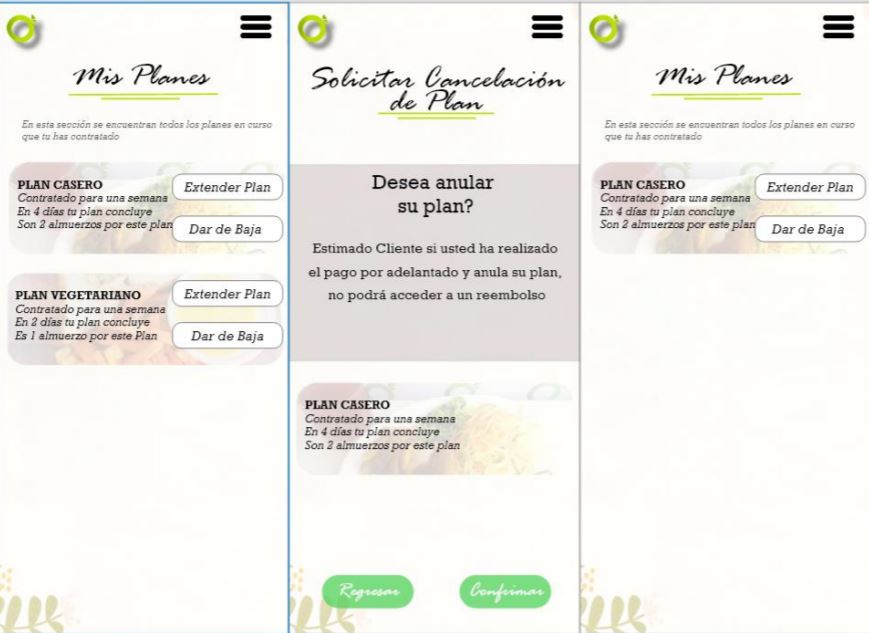 Mis Planes
En esta sección se encuentran todos los planes en curso
que tu has contratado
PLAN CASERO
Contratado para una semana
En 4 días tu plan concluye
Son 2 almuerzos por este plan
Extender Plan
Dar de Baja
PLAN VEGETARIANO
Contratado para una semana
En 2 días tu plan concluye
Es 1 almuerzo por este Plan
Extender Plan
Dar de Baja
Solicitar Cancelación
de Plan
Desea anular
su plan?
Estimado Cliente si usted ha realizado
el pago por adelantado y anula su plan,
no podrá acceder a un reembolso
PLAN CASERO
Contratado para una semana
En 4 días tu plan concluye
Son 2 almuerzos por este plan
Regresar
Confirmar
Mis Planes
En esta sección se encuentran todos los planes en curso
que tu has contratado
PLAN CASERO
Contratado para una semana
En 4 días tu plan concluye
Son 2 almuerzos por este plan
Extender Plan
Dar de Baja